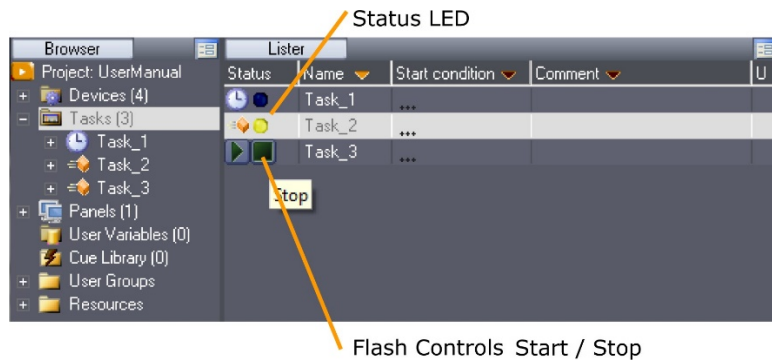 Status LED
Browser
Lister
Project: UserManual
Status Name Start condition Comment U
Devices (4)
Task_1 ...
Tasks (3)
Task_2 ...
Task_1
Task_3 ...
Task_2
Stop
Task_3
Panels (1)
User Variables (0)
Cue Library (0)
User Groups
Resources
Flash Controls Start / Stop